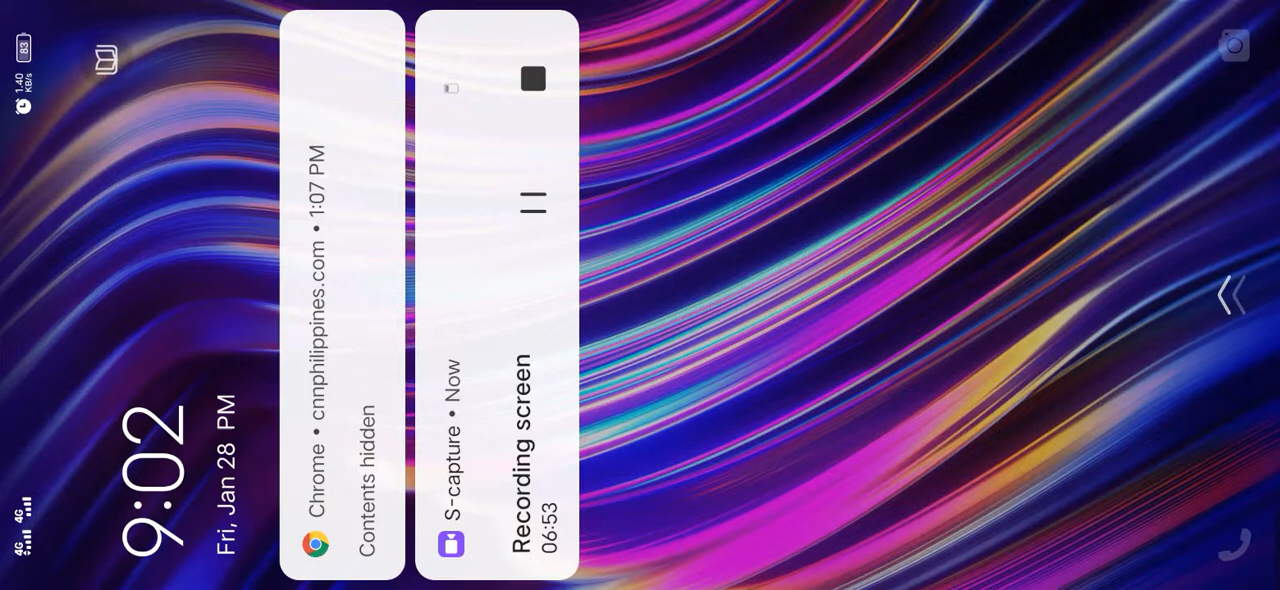 4G 4G 1.40 KB/s 83
9:02
Fri, Jan 28 PM
Chrome • cnnphilippines.com • 1:07 PM
Contents hidden
S-capture • Now
Recording screen
06:53